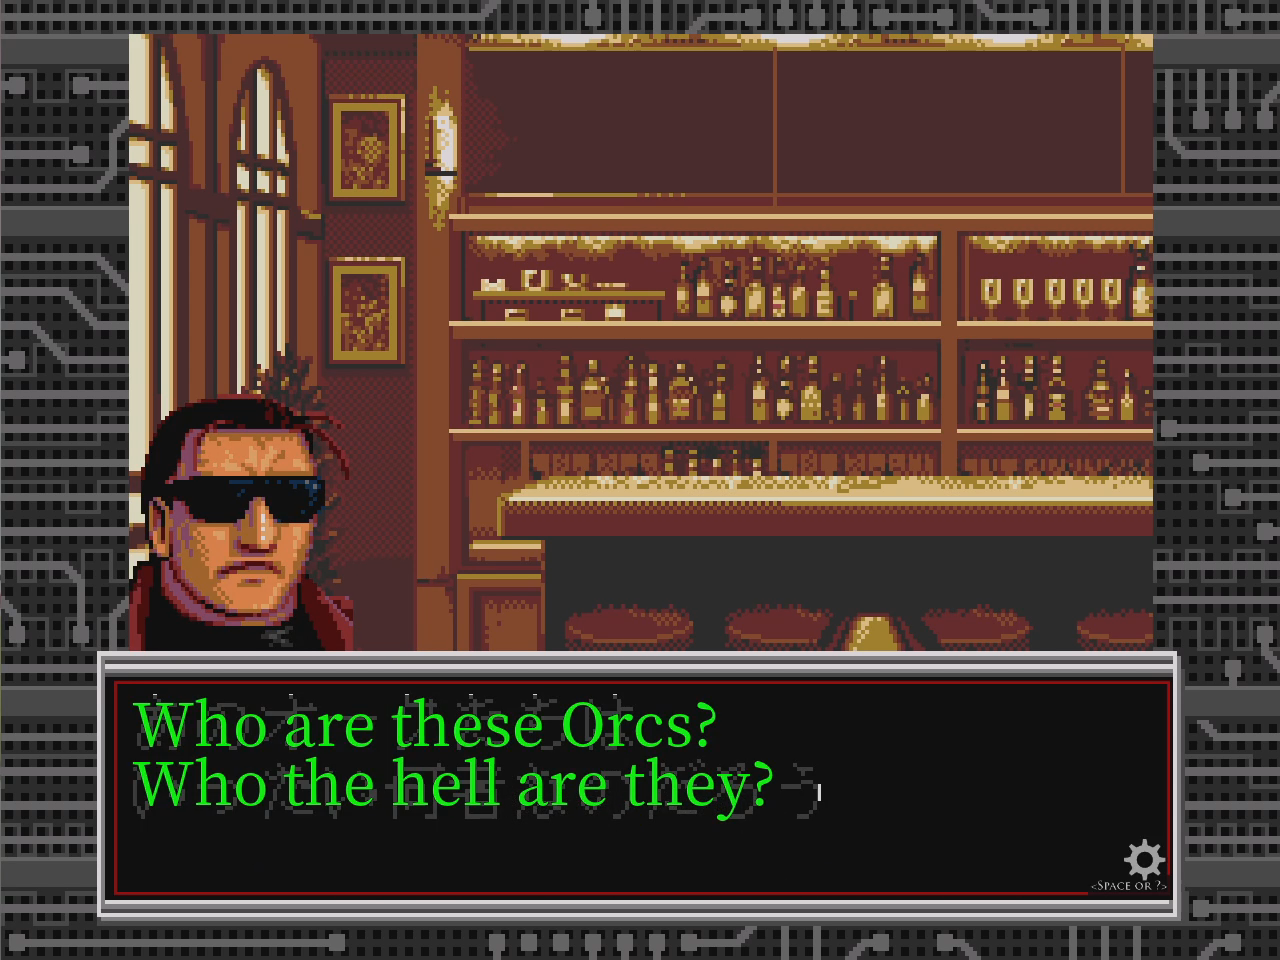 Who are these Orcs?
Who the hell are they?
<Space or ?>